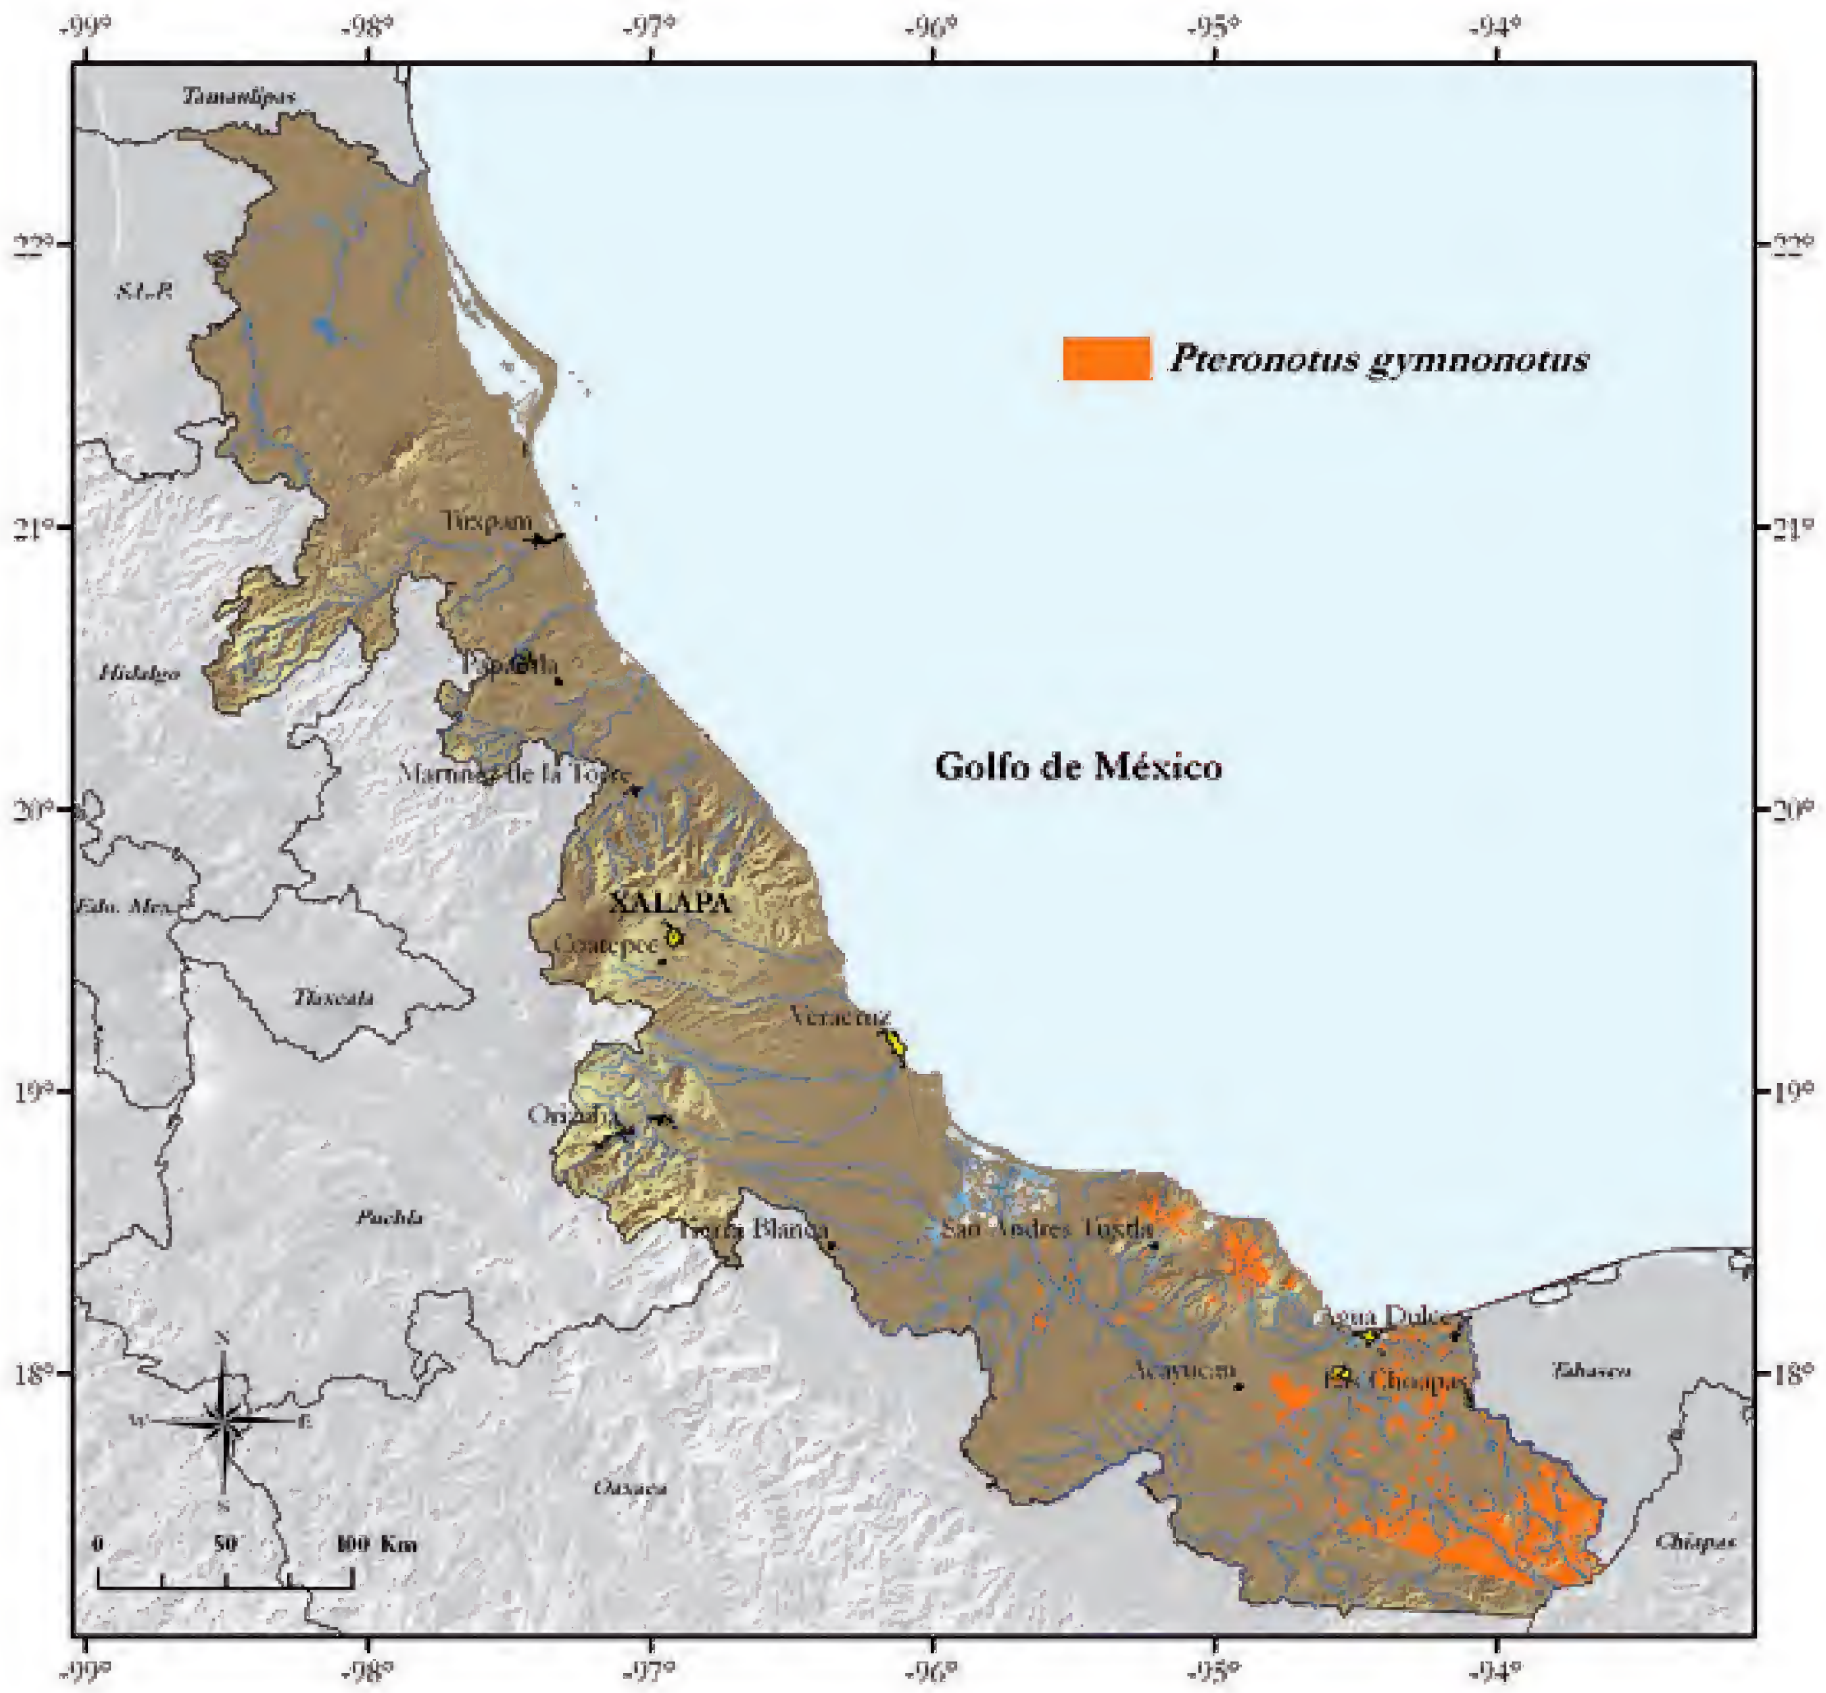 -99° -98° -97° -96° -95° -94°
Tamaulipas
22° 22°
S.L.P.
Pteronotus gymnonotus
21° 21°
Tuxpam
Hidalgo
Papantla
Golfo de México
Martínez de la Torre
20° 20°
XALAPA
Edo. Mex.
Coatepec
Tlaxcala
Veracruz
19° 19°
Orizaba
Puebla
Tierra Blanca
San Andres Tuxtla
Agua Dulce
N
18° 18°
Acayucan
Las Choapas
Tabasco
W E
Oaxaca
S
0 50 100 Km
Chiapas
-99° -98° -97° -96° -95° -94°